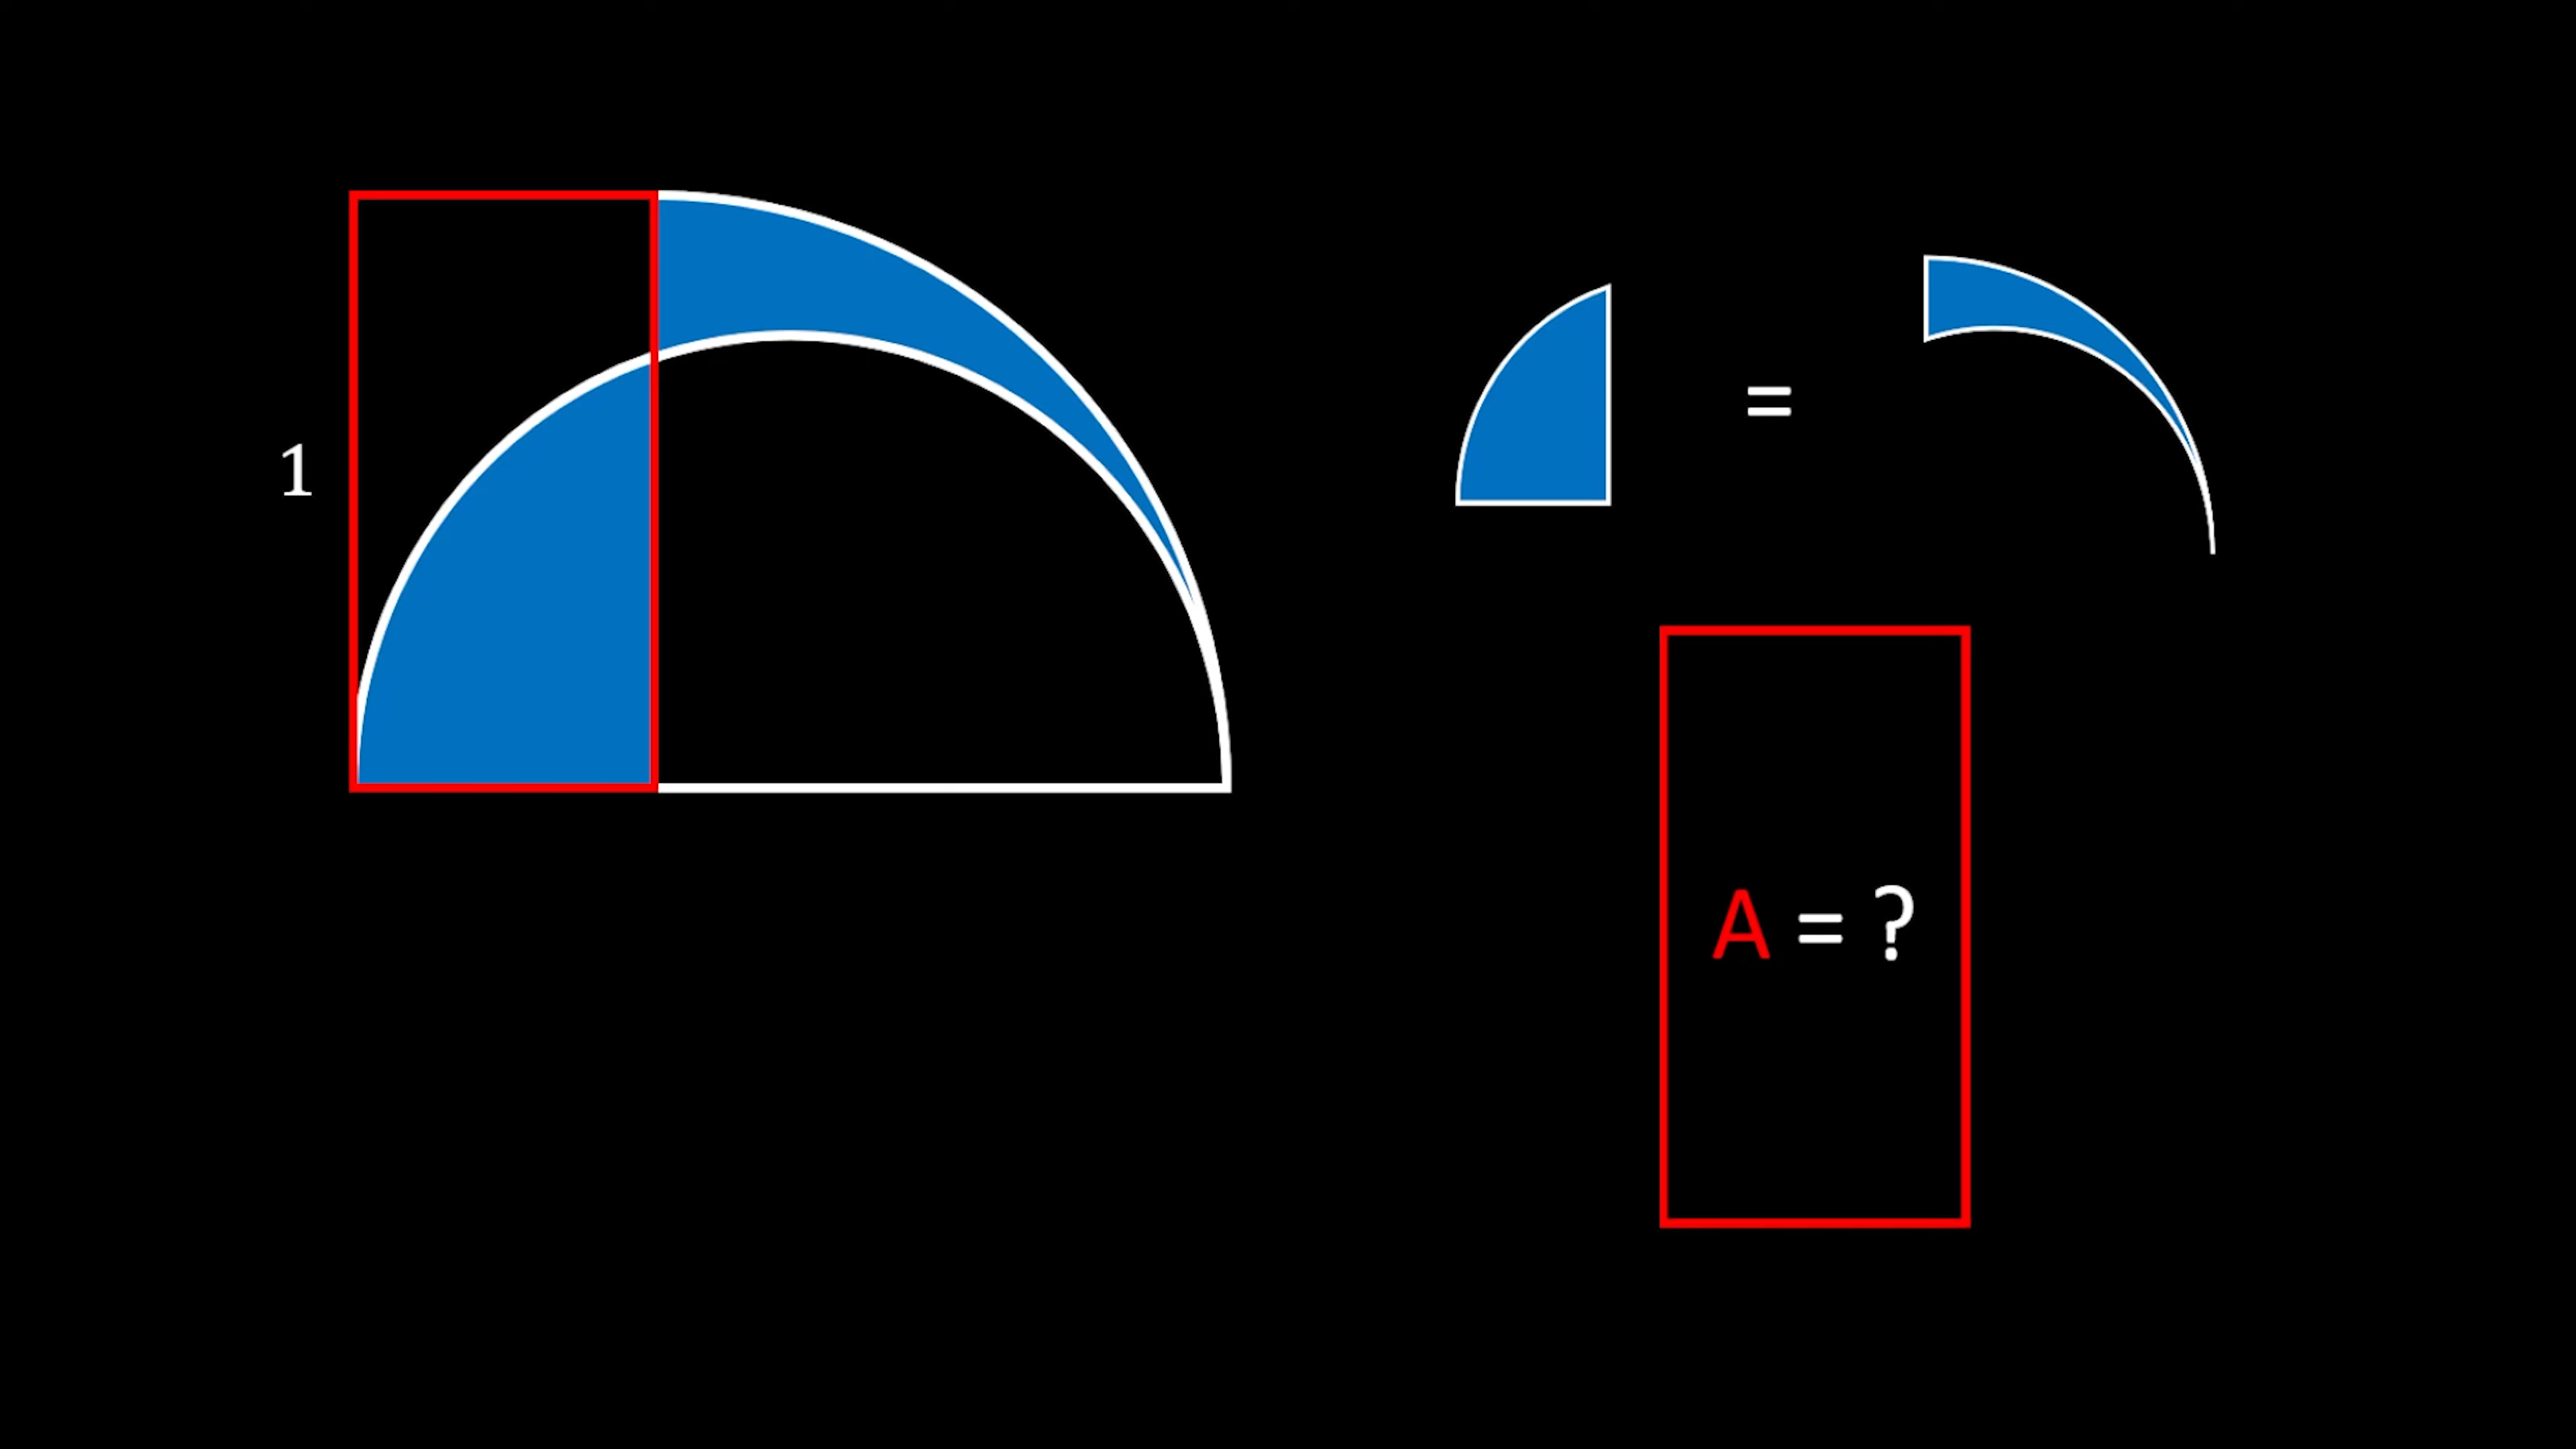 1
=
A = ?